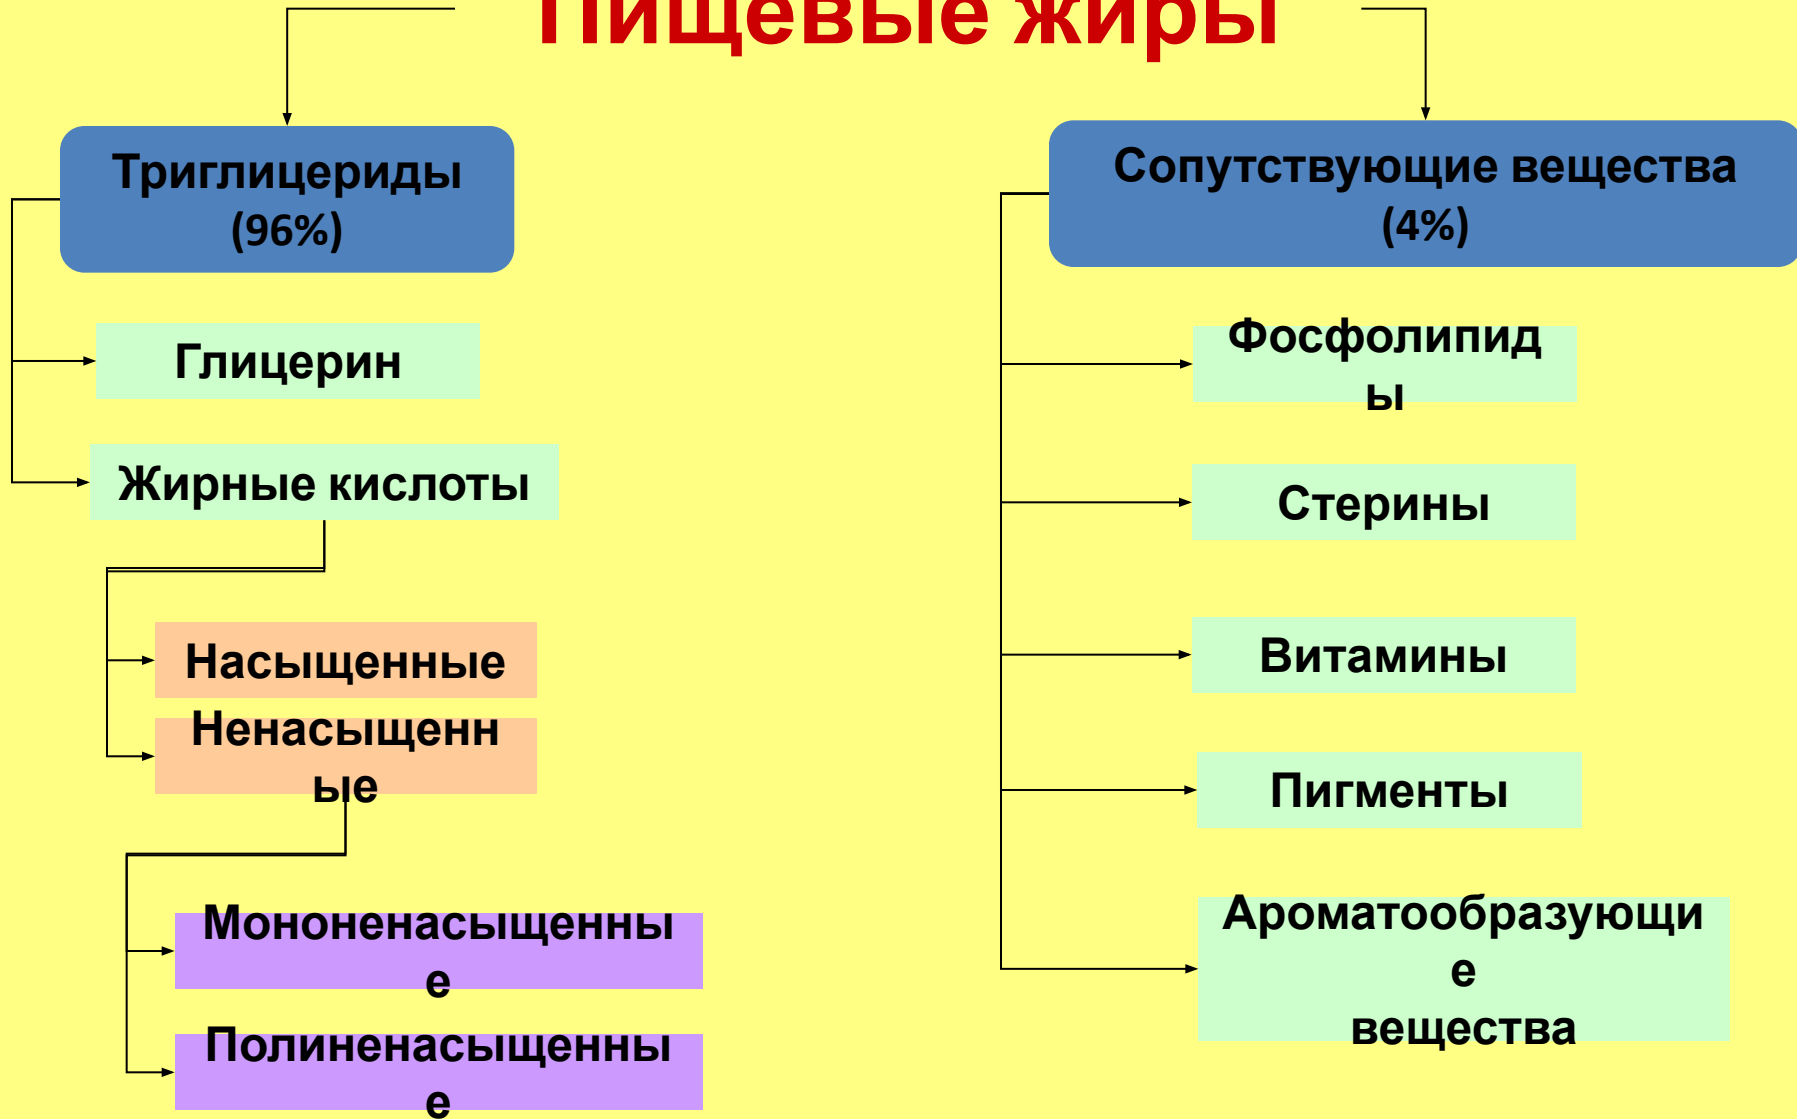 Пищевые жиры
Триглицериды
(96%)
Глицерин
Жирные кислоты
Насыщенные
Ненасыщенн
ые
Мононенасыщенны
е
Полиненасыщенны
е
Сопутствующие вещества
(4%)
Фосфолипид
ы
Стерины
Витамины
Пигменты
Ароматообразующи
е
вещества